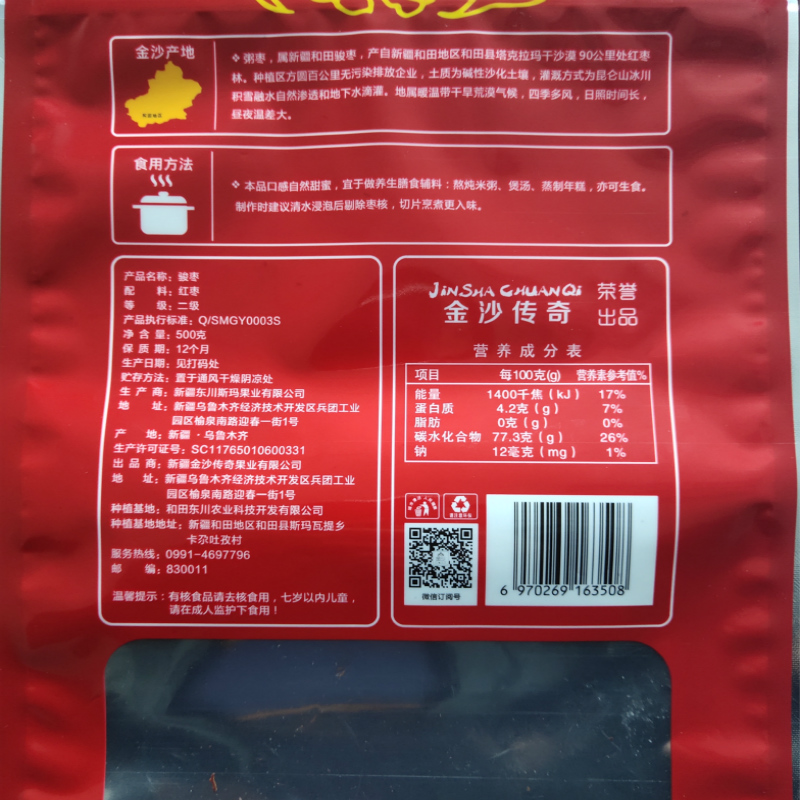 金沙产地
❖ 粥枣，属新疆和田骏枣，产自新疆和田地区和田县塔克拉玛干沙漠 90公里处红枣
林。种植区方圆百公里无污染排放企业，土质为碱性沙化土壤，灌溉方式为昆仑山冰川
积雪融水自然渗透和地下水滴灌。地属暖温带干旱荒漠气候，四季多风，日照时间长，
昼夜温差大。
食用方法
❖ 本品口感自然甜蜜，宜于做养生膳食辅料：熬炖米粥、煲汤、蒸制年糕，亦可生食。
制作时建议清水浸泡后剔除枣核，切片烹煮更入味。
产品名称：骏枣
配 料：红枣
等 级：二级
产品执行标准：Q/SMGY0003S
净 含 量：500克
保 质 期：12个月
生产日期：见打码处
贮存方法：置于通风干燥阴凉处
生 产 商：新疆东川斯玛果业有限公司
地 址：新疆乌鲁木齐经济技术开发区兵团工业
园区榆泉南路迎春一街1号
产 地：新疆·乌鲁木齐
生产许可证号：SC11765010600331
出 品 商：新疆金沙传奇果业有限公司
地 址：新疆乌鲁木齐经济技术开发区兵团工业
园区榆泉南路迎春一街1号
种植基地：和田东川农业科技开发有限公司
种植基地地址：新疆和田地区和田县斯玛瓦提乡
卡尕吐孜村
服务热线：0991-4697796
邮 编：830011
温馨提示：有核食品请去核食用，七岁以内儿童，
请在成人监护下食用！
JINSHA CHUANQI 荣誉
金沙传奇 出品
营养成分表
项目 每100克(g) 营养素参考值%
能量 1400千焦（kJ） 17%
蛋白质 4.2克（g） 7%
脂肪 0克（g） 0%
碳水化合物 77.3克（g） 26%
钠 12毫克（mg） 1%
微信订阅号
6 970269 163508